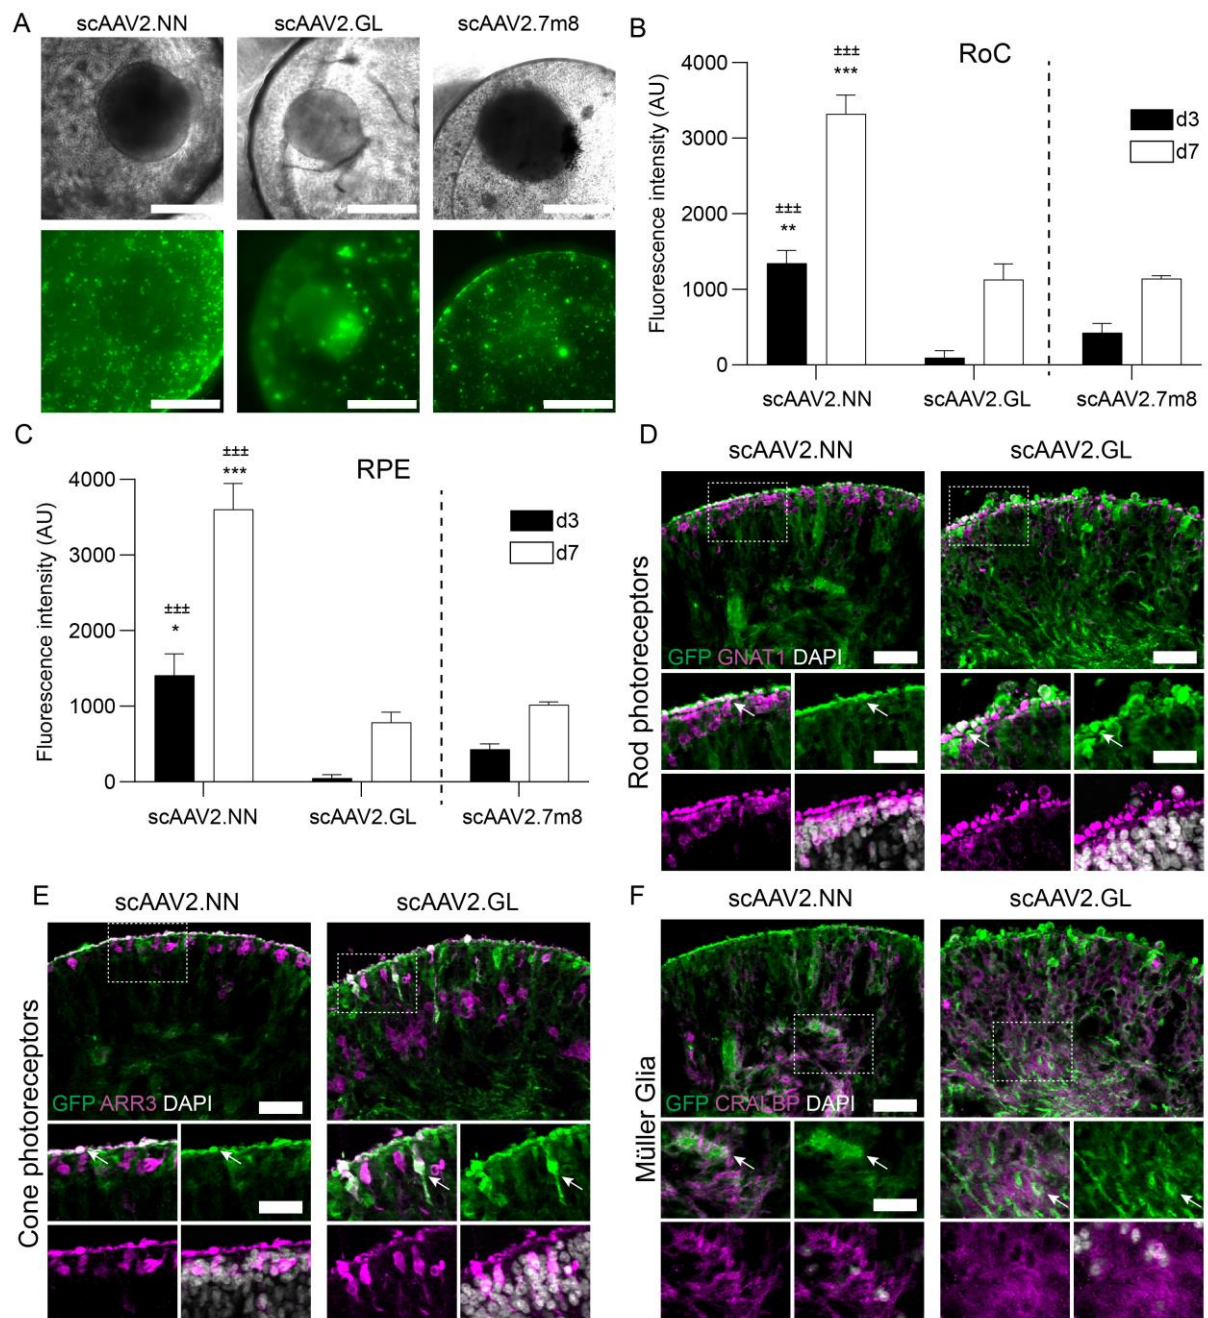 A
scAAV2.NN scAAV2.GL scAAV2.7m8
B
RoC
Fluorescence intensity (AU)
4000
3000
2000
1000
0
±±±
**
±±±
***
d3
d7
scAAV2.NN scAAV2.GL scAAV2.7m8
C
RPE
Fluorescence intensity (AU)
4000
3000
2000
1000
0
±±±
*
±±±
***
d3
d7
scAAV2.NN scAAV2.GL scAAV2.7m8
D
scAAV2.NN scAAV2.GL
Rod photoreceptors
GFP GNAT1 DAPI
E
scAAV2.NN scAAV2.GL
Cone photoreceptors
GFP ARR3 DAPI
F
scAAV2.NN scAAV2.GL
Müller Glia
GFP CRALBP DAPI